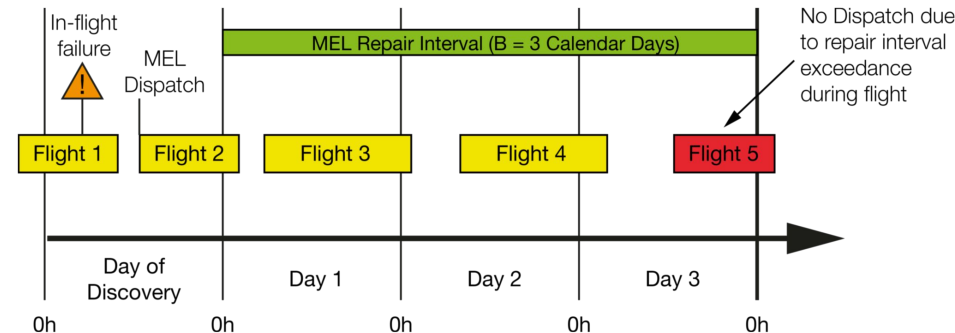 In-flight
failure
!
MEL
Dispatch
MEL Repair Interval (B = 3 Calendar Days)
No Dispatch due
to repair interval
exceedance
during flight
Flight 1
Flight 2
Flight 3
Flight 4
Flight 5
Day of
Discovery
Day 1
Day 2
Day 3
0h
0h
0h
0h
0h